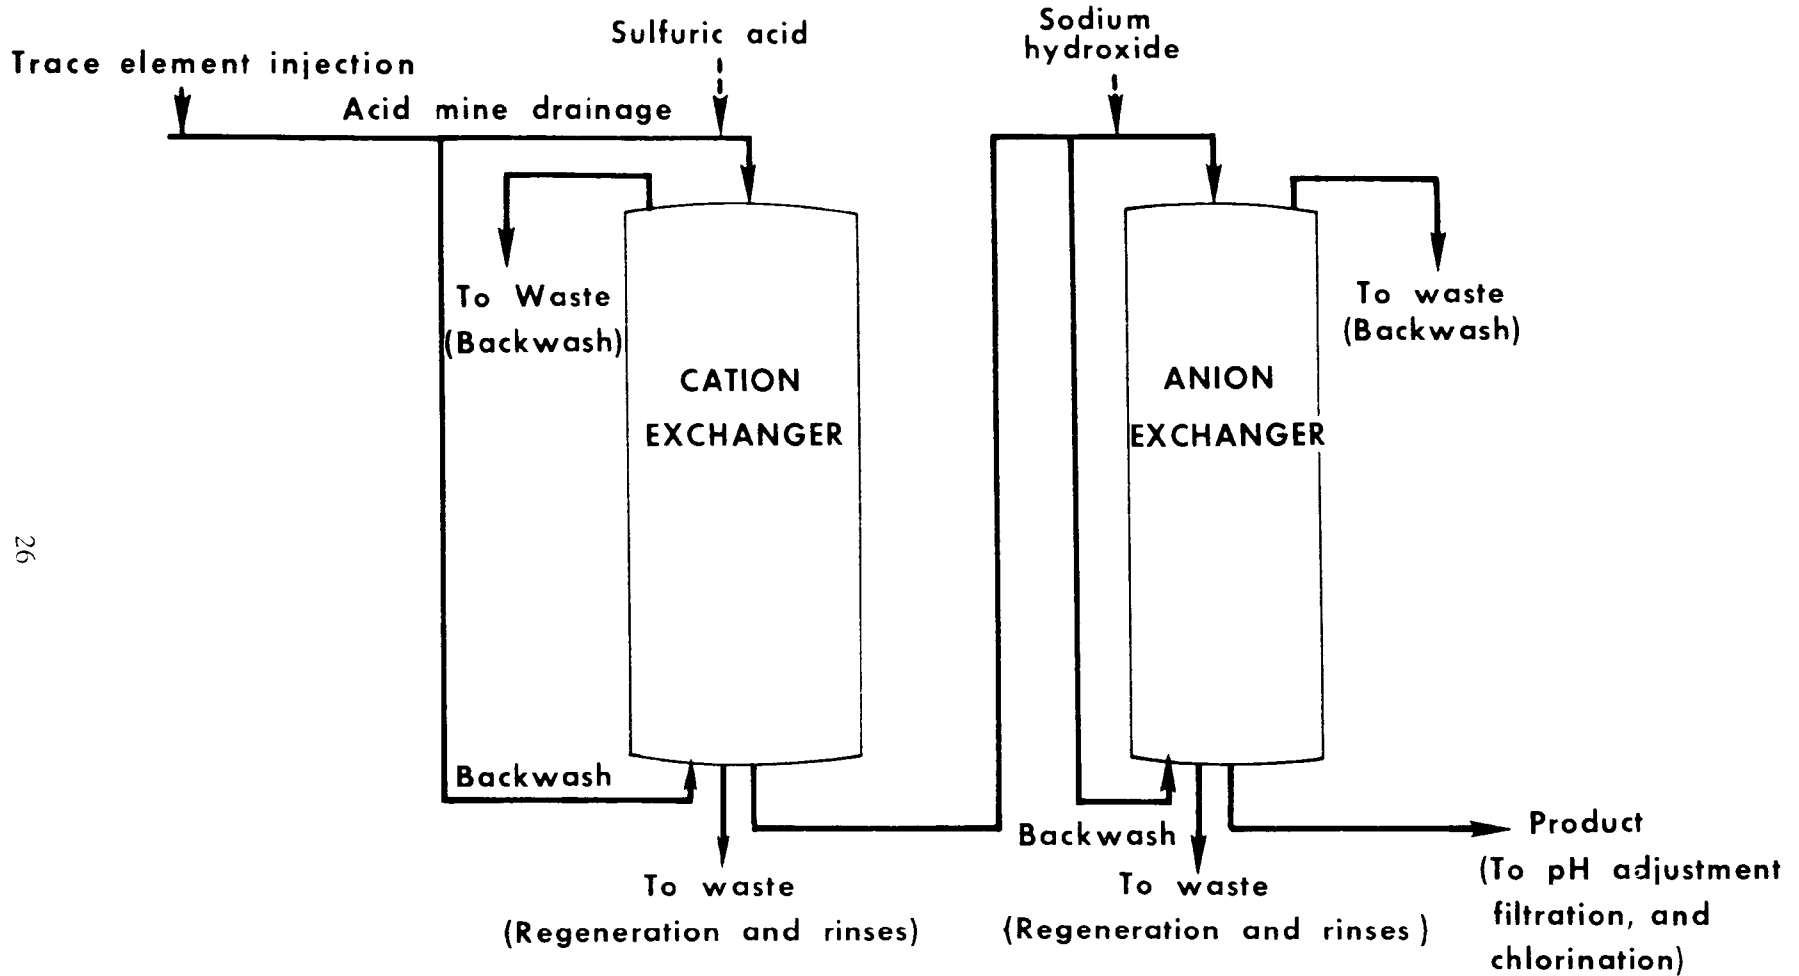 Trace element injection
Acid mine drainage
Sulfuric acid
Sodium
hydroxide
To Waste
(Backwash)
CATION
EXCHANGER
Backwash
To waste
(Regeneration and rinses)
ANION
EXCHANGER
To waste
(Backwash)
Backwash
To waste
(Regeneration and rinses)
Product
(To pH adjustment
filtration, and
chlorination)
26